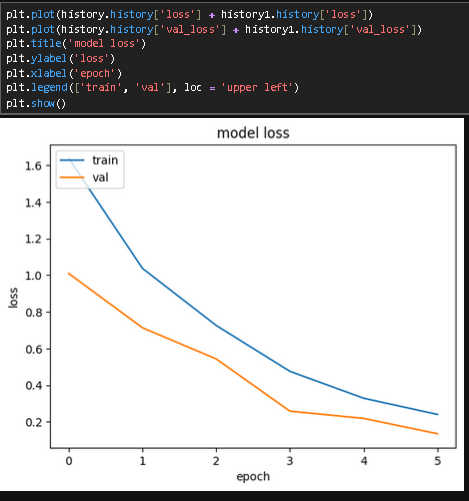 plt.plot(history.history['loss'] + history1.history['loss'])
plt.plot(history.history['val_loss'] + history1.history['val_loss'])
plt.title('model loss')
plt.ylabel('loss')
plt.xlabel('epoch')
plt.legend(['train', 'val'], loc = 'upper left')
plt.show()
model loss
train
val
1.6
1.4
1.2
1.0
0.8
0.6
0.4
0.2
loss
0 1 2 3 4 5
epoch